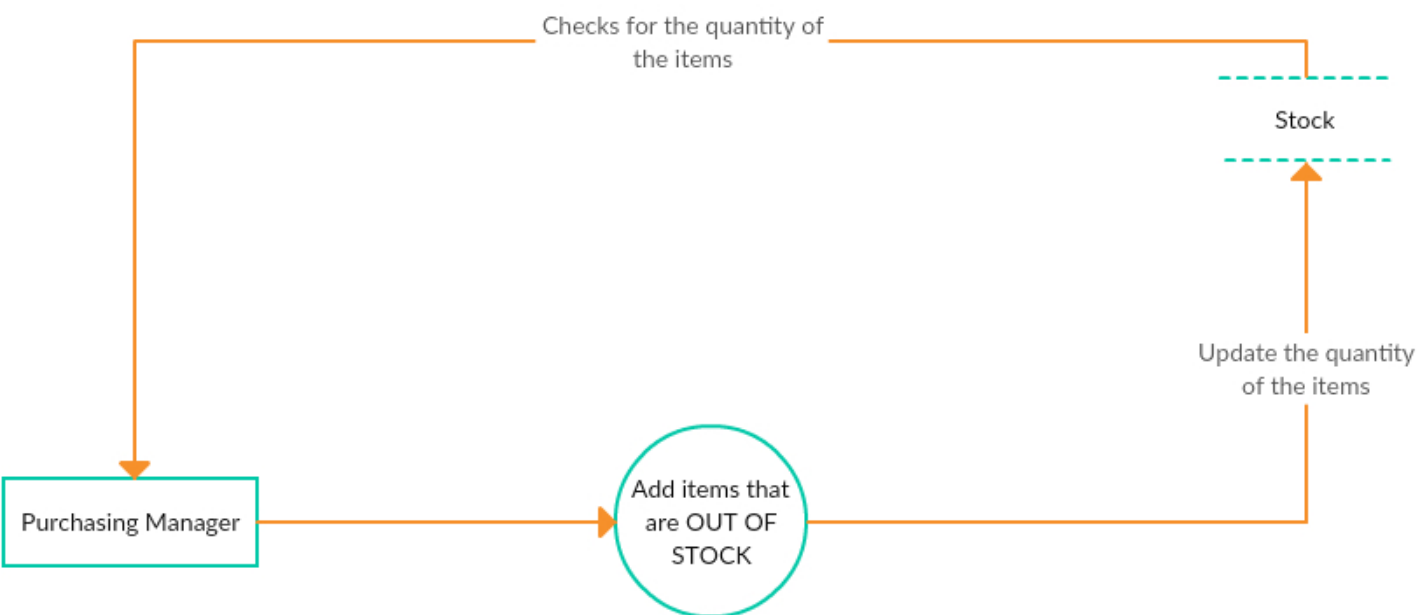 Checks for the quantity of
the items
Stock
Update the quantity
of the items
Purchasing Manager
Add items that
are OUT OF
STOCK